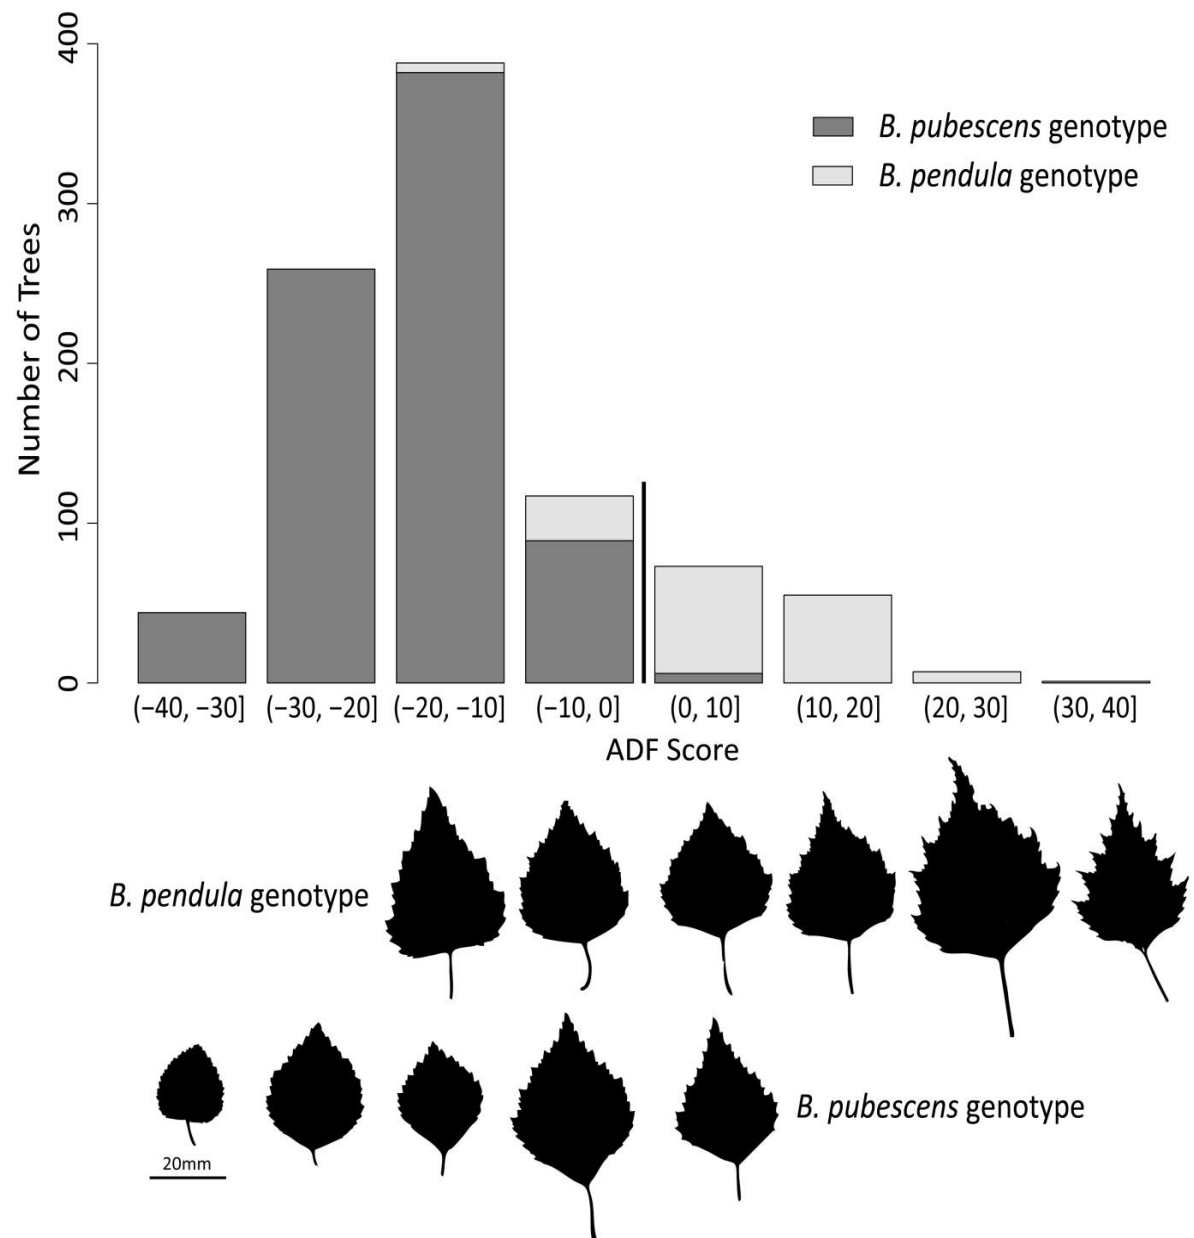 400
300
200
100
0
Number of Trees
B. pubescens genotype
B. pendula genotype
(−40, −30] (−30, −20] (−20, −10] (−10, 0] (0, 10] (10, 20] (20, 30] (30, 40]
ADF Score
B. pendula genotype
B. pubescens genotype
20mm